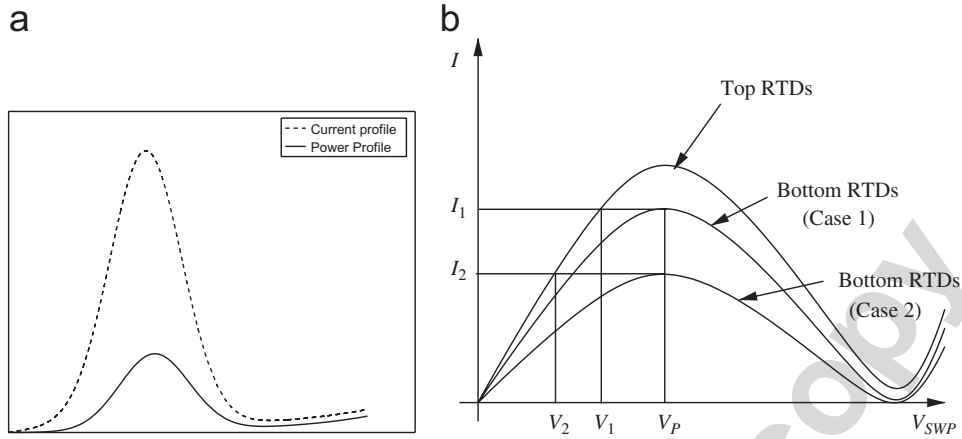 a
Current profile
Power Profile
b
I
Top RTDs
I1
Bottom RTDs
(Case 1)
I2
Bottom RTDs
(Case 2)
V2
V1
VP
VSWP
copy